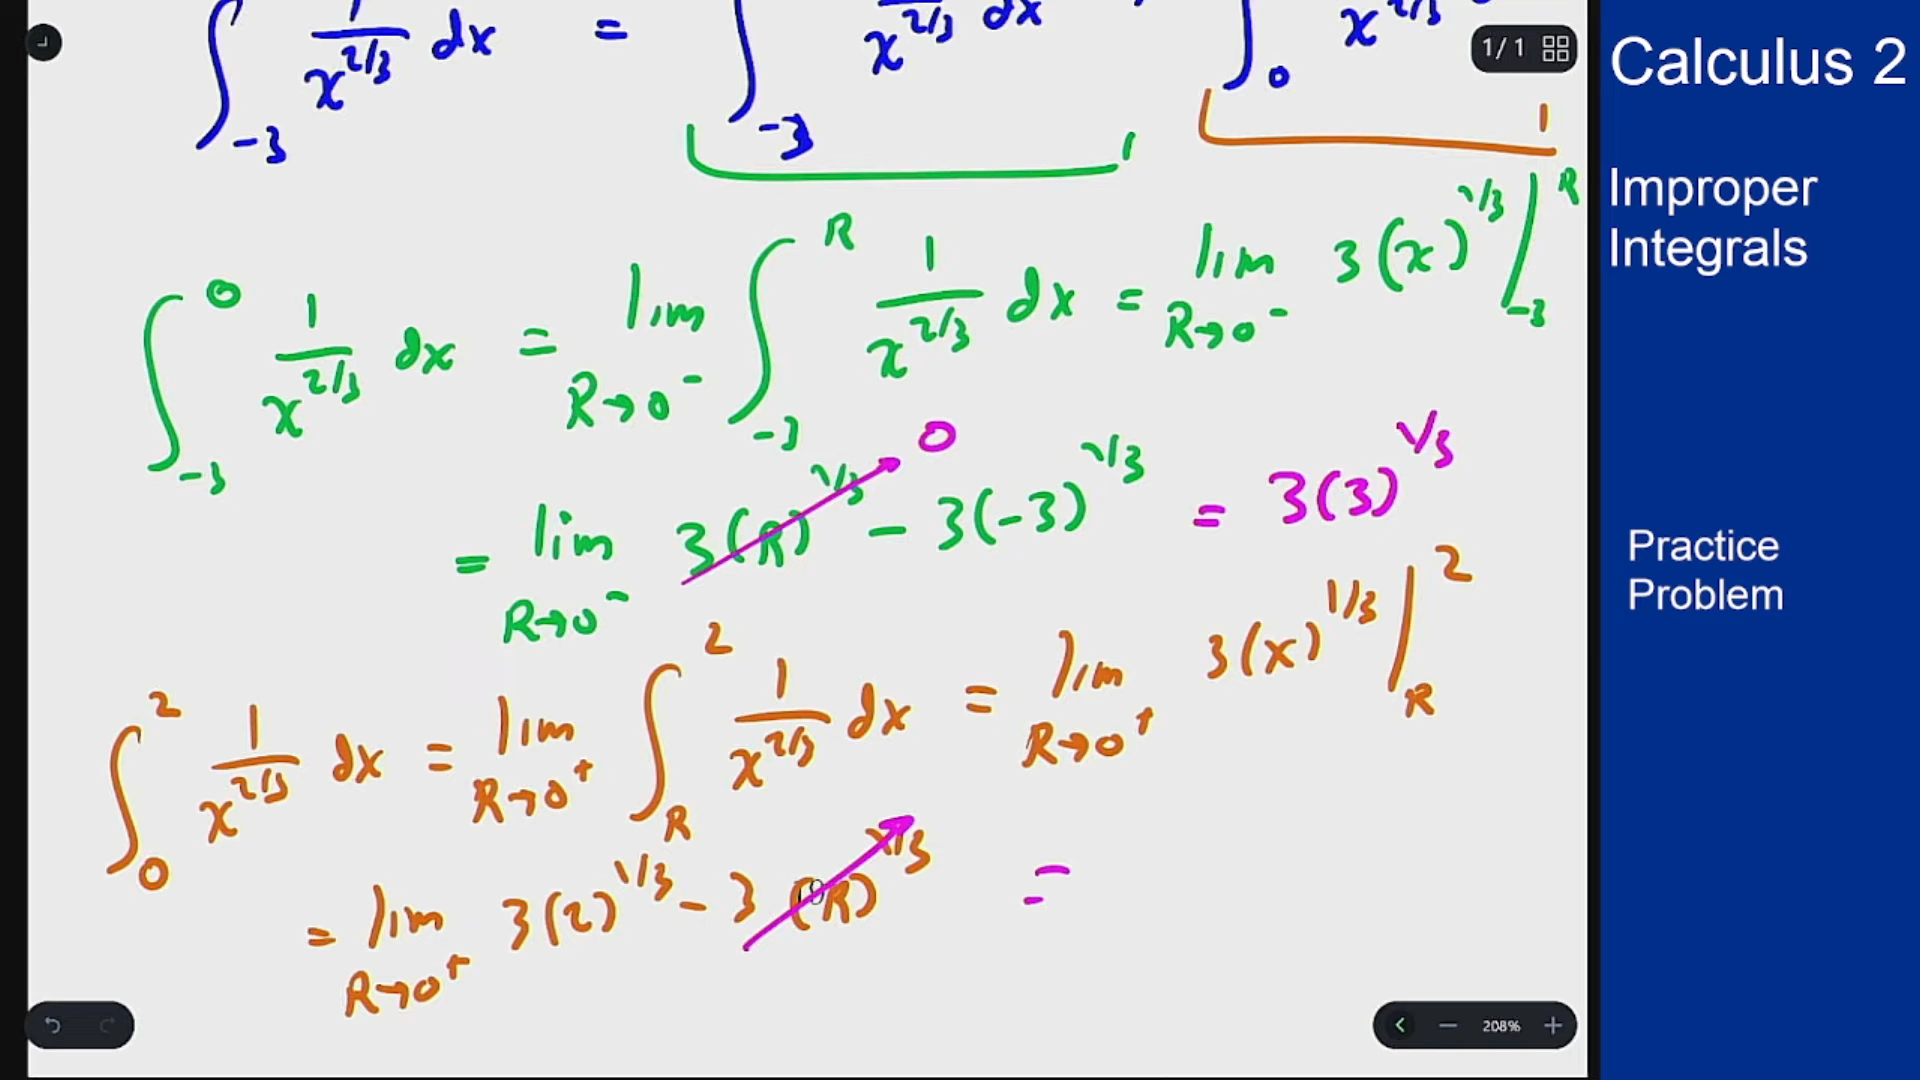 ∫_{-3} 1/x^{2/3} dx = ∫_{-3} x^{2/3} dx ∫_0 x^{2/3}
1/1
∫_{-3}^0 1/x^{2/3} dx = lim_{R→0^-} ∫_{-3}^R 1/x^{2/3} dx = lim_{R→0^-} 3(x)^{1/3} |_{-3}^R
= lim_{R→0^-} 3(R)^{1/3} 0 - 3(-3)^{1/3} = 3(3)^{1/3}
∫_0^2 1/x^{2/3} dx = lim_{R→0^+} ∫_R^2 1/x^{2/3} dx = lim_{R→0^+} 3(x)^{1/3} |_R^2
= lim_{R→0^+} 3(2)^{1/3} - 3(R)^{1/3} =
208%
Calculus 2
Improper
Integrals
Practice
Problem